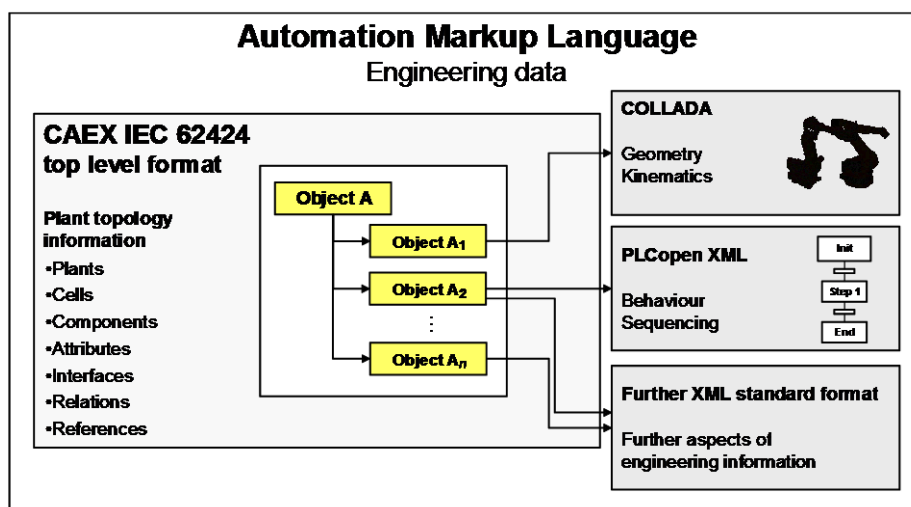 Automation Markup Language
Engineering data
CAEX IEC 62424
top level format
Plant topology
information
•Plants
•Cells
•Components
•Attributes
•Interfaces
•Relations
•References
Object A
Object A₁
Object A₂
⋮
Object Aₙ
COLLADA
Geometry
Kinematics
PLCopen XML
Behaviour
Sequencing
Init
Step 1
End
Further XML standard format
Further aspects of
engineering information